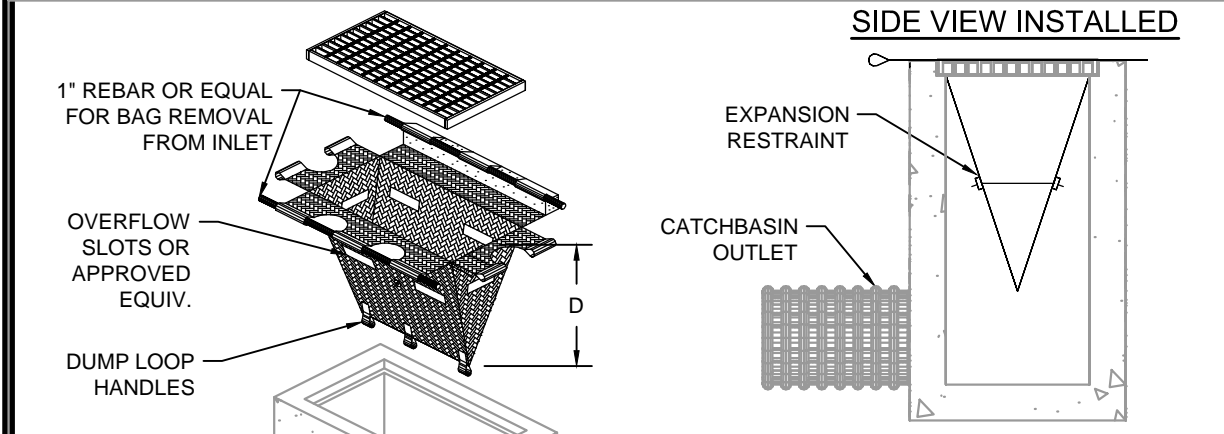 SIDE VIEW INSTALLED
1" REBAR OR EQUAL
FOR BAG REMOVAL
FROM INLET
OVERFLOW
SLOTS OR
APPROVED
EQUIV.
DUMP LOOP
HANDLES
D
EXPANSION
RESTRAINT
CATCHBASIN
OUTLET